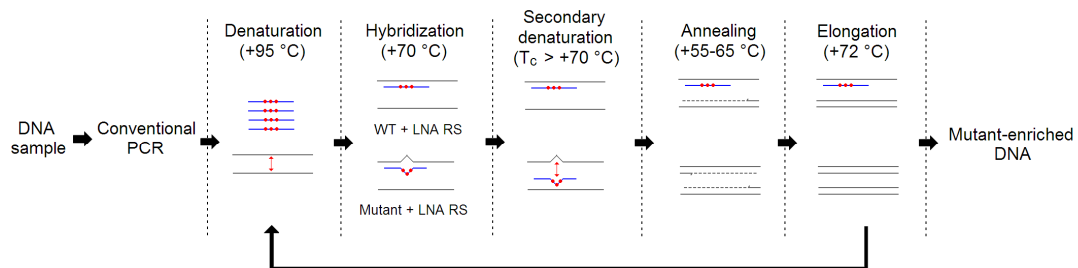 DNA
sample
Conventional
PCR
Denaturation
(+95 °C)
Hybridization
(+70 °C)
WT + LNA RS
Mutant + LNA RS
Secondary
denaturation
(Tc > +70 °C)
Annealing
(+55-65 °C)
Elongation
(+72 °C)
Mutant-enriched
DNA